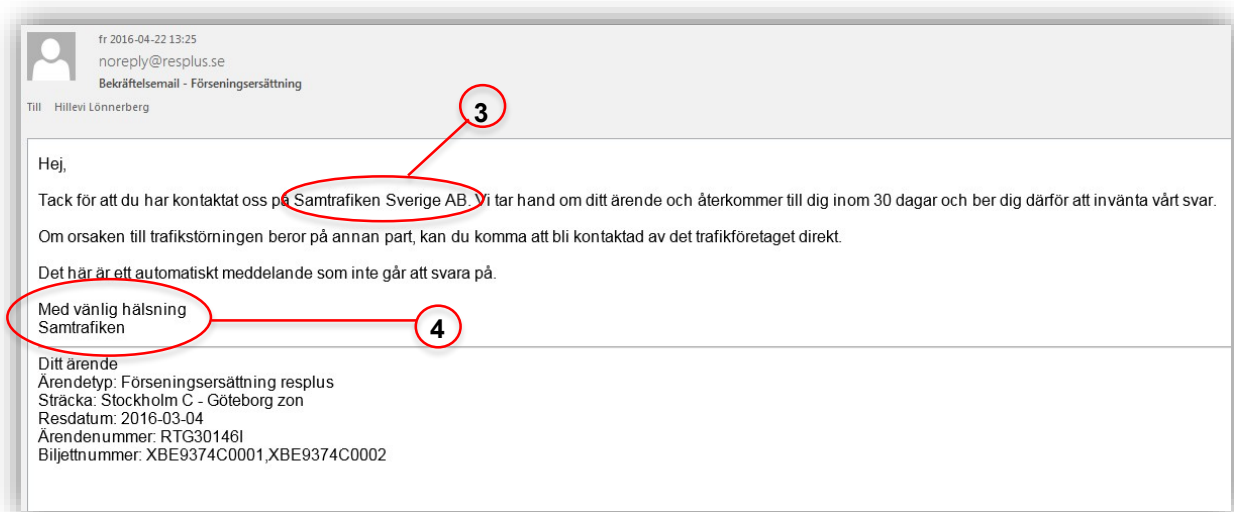 fr 2016-04-22 13:25
noreply@resplus.se
Bekräftelsemail - Förseningsersättning
Till Hillevi Lönnerberg
3
Hej,
Tack för att du har kontaktat oss på Samtrafiken Sverige AB. Vi tar hand om ditt ärende och återkommer till dig inom 30 dagar och ber dig därför att invänta vårt svar.
Om orsaken till trafikstörningen beror på annan part, kan du komma att bli kontaktad av det trafikföretaget direkt.
Det här är ett automatiskt meddelande som inte går att svara på.
Med vänlig hälsning
Samtrafiken
4
Ditt ärende
Ärendetyp: Förseningsersättning resplus
Sträcka: Stockholm C - Göteborg zon
Resdatum: 2016-03-04
Ärendenummer: RTG30146I
Biljettnummer: XBE9374C0001,XBE9374C0002